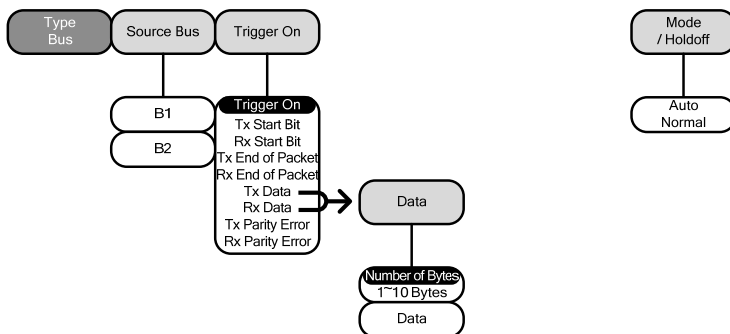 Type
Bus
Source Bus
Trigger On
Mode
/ Holdoff
B1
B2
Trigger On
Tx Start Bit
Rx Start Bit
Tx End of Packet
Rx End of Packet
Tx Data
Rx Data
Tx Parity Error
Rx Parity Error
Auto
Normal
Data
Number of Bytes
1~10 Bytes
Data